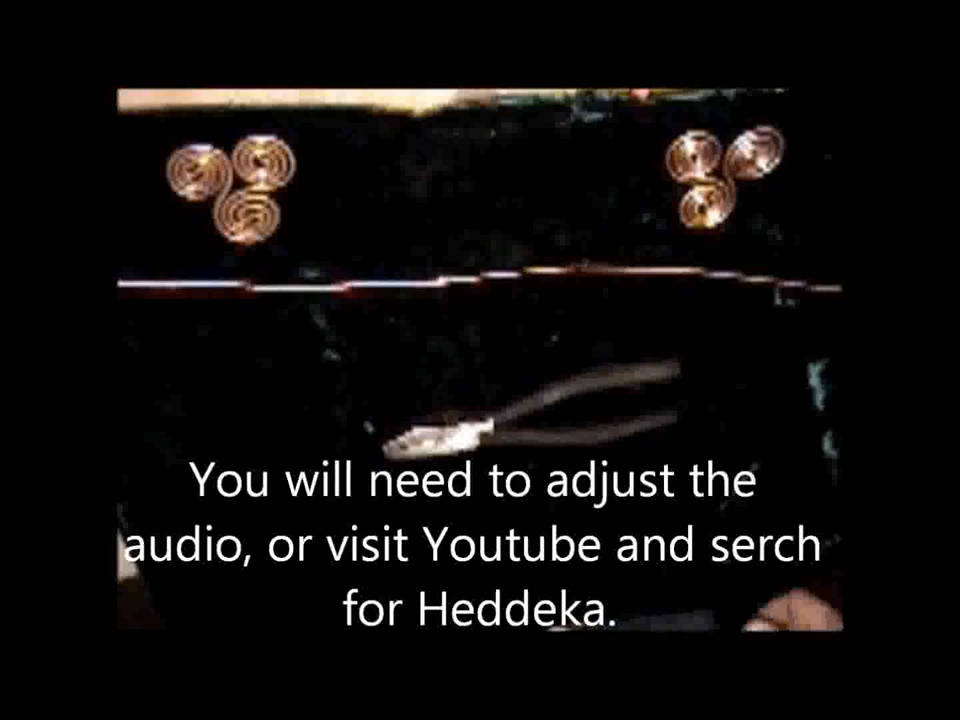 You will need to adjust the
audio, or visit Youtube and serch
for Heddeka.